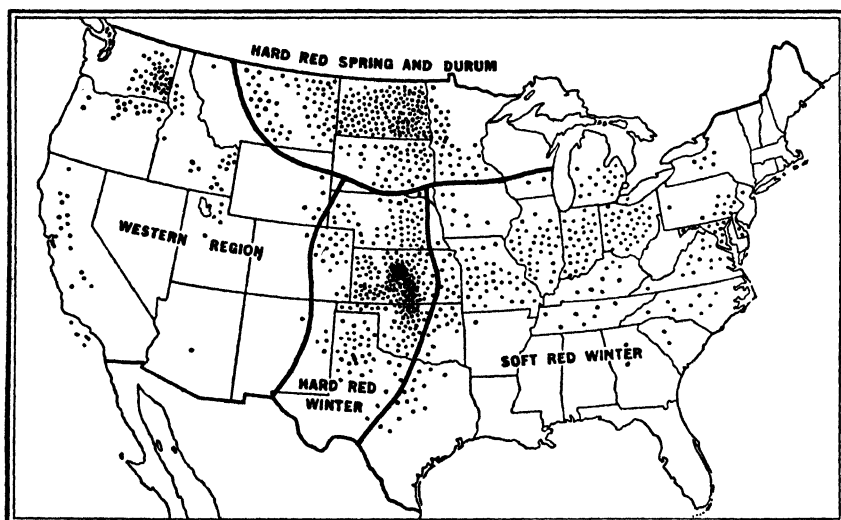 HARD RED SPRING AND DURUM
WESTERN REGION
SOFT RED WINTER
HARD RED
WINTER